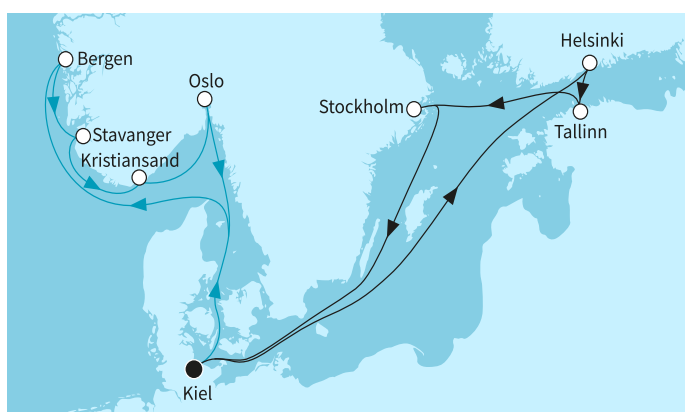 Helsinki
Bergen
Oslo
Stockholm
Stavanger
Tallinn
Kristiansand
Kiel